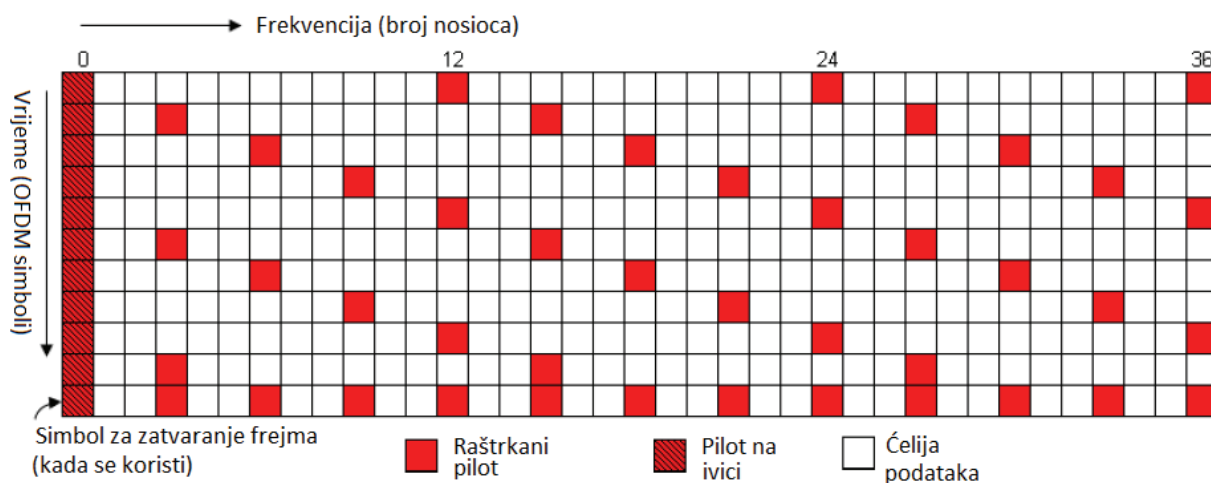 Frekvencija (broj nosioca)
0 12 24 36
Vrijeme (OFDM simboli)
Simbol za zatvaranje frejma
(kada se koristi)
Raštrkani
pilot
Pilot na
ivici
Ćelija
podataka